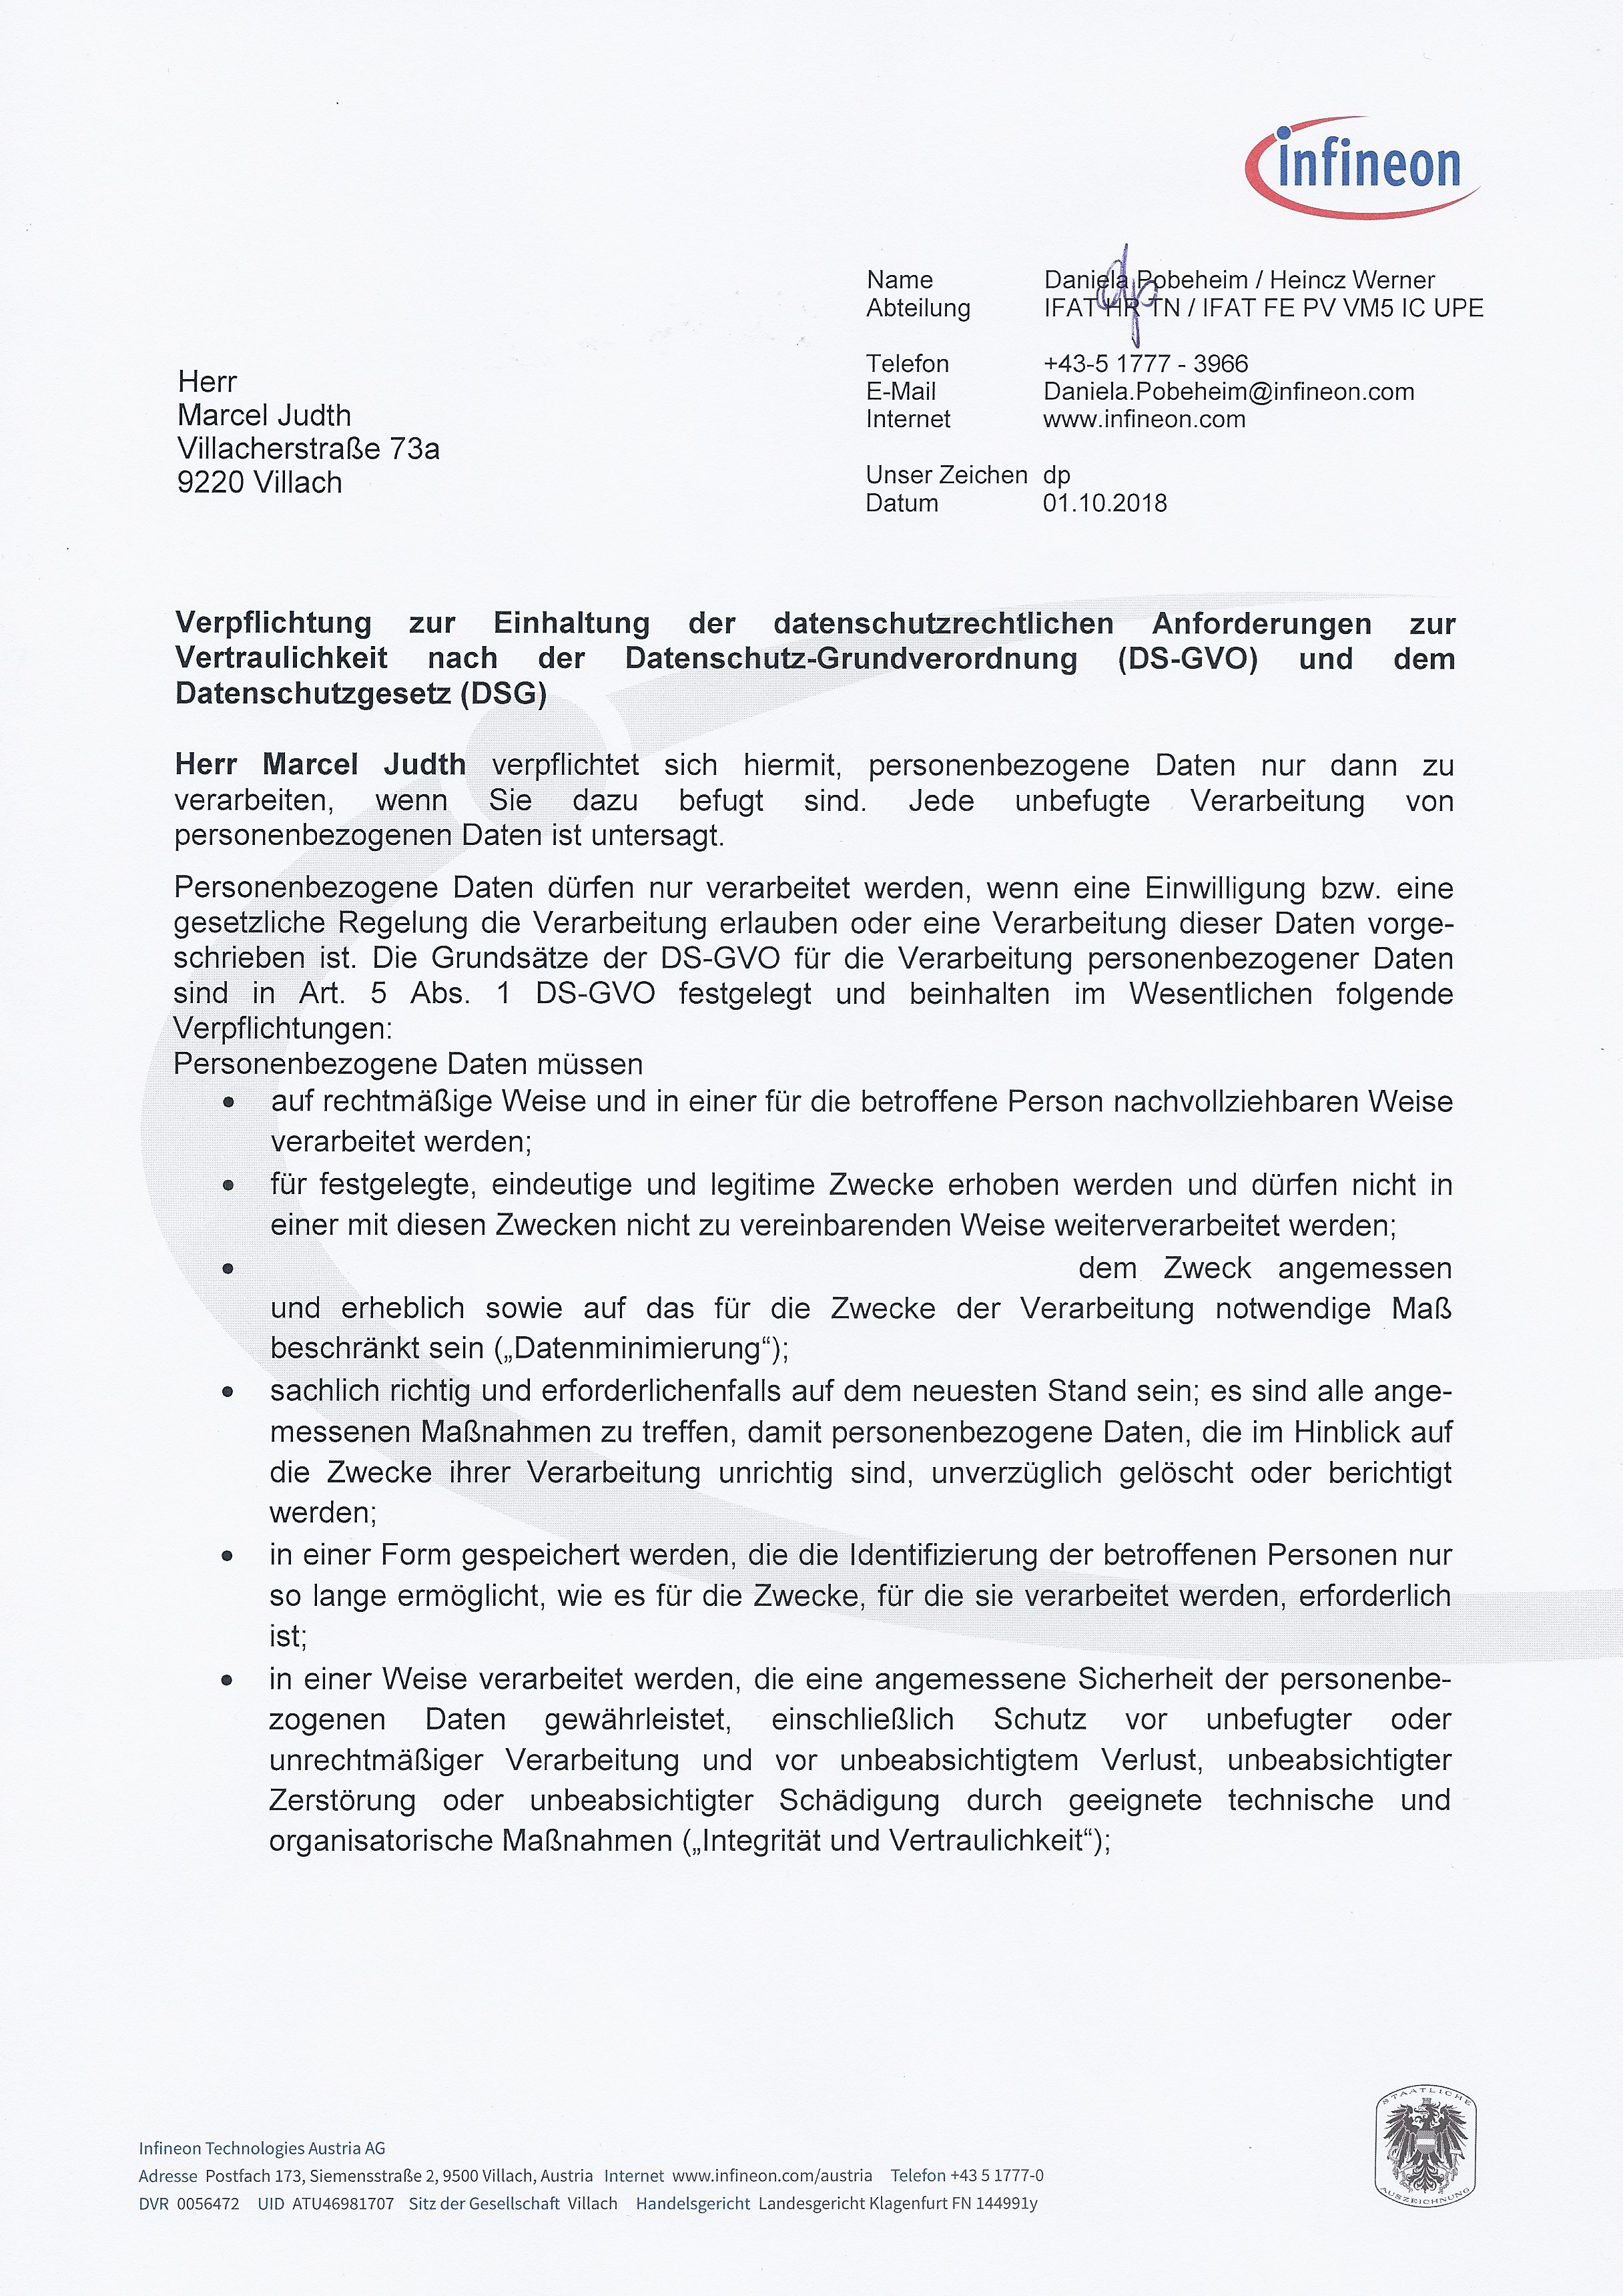 infineon
Name Daniela Pobeheim / Heincz Werner
Abteilung IFAT HR TN / IFAT FE PV VM5 IC UPE
dp
Telefon +43-5 1777 - 3966
E-Mail Daniela.Pobeheim@infineon.com
Internet www.infineon.com
Unser Zeichen dp
Datum 01.10.2018
Herr
Marcel Judth
Villacherstraße 73a
9220 Villach
Verpflichtung zur Einhaltung der datenschutzrechtlichen Anforderungen zur
Vertraulichkeit nach der Datenschutz-Grundverordnung (DS-GVO) und dem
Datenschutzgesetz (DSG)
Herr Marcel Judth verpflichtet sich hiermit, personenbezogene Daten nur dann zu
verarbeiten, wenn Sie dazu befugt sind. Jede unbefugte Verarbeitung von
personenbezogenen Daten ist untersagt.
Personenbezogene Daten dürfen nur verarbeitet werden, wenn eine Einwilligung bzw. eine
gesetzliche Regelung die Verarbeitung erlauben oder eine Verarbeitung dieser Daten vorge-
schrieben ist. Die Grundsätze der DS-GVO für die Verarbeitung personenbezogener Daten
sind in Art. 5 Abs. 1 DS-GVO festgelegt und beinhalten im Wesentlichen folgende
Verpflichtungen:
Personenbezogene Daten müssen
• auf rechtmäßige Weise und in einer für die betroffene Person nachvollziehbaren Weise
verarbeitet werden;
• für festgelegte, eindeutige und legitime Zwecke erhoben werden und dürfen nicht in
einer mit diesen Zwecken nicht zu vereinbarenden Weise weiterverarbeitet werden;
• dem Zweck angemessen
und erheblich sowie auf das für die Zwecke der Verarbeitung notwendige Maß
beschränkt sein („Datenminimierung“);
• sachlich richtig und erforderlichenfalls auf dem neuesten Stand sein; es sind alle ange-
messenen Maßnahmen zu treffen, damit personenbezogene Daten, die im Hinblick auf
die Zwecke ihrer Verarbeitung unrichtig sind, unverzüglich gelöscht oder berichtigt
werden;
• in einer Form gespeichert werden, die die Identifizierung der betroffenen Personen nur
so lange ermöglicht, wie es für die Zwecke, für die sie verarbeitet werden, erforderlich
ist;
• in einer Weise verarbeitet werden, die eine angemessene Sicherheit der personenbe-
zogenen Daten gewährleistet, einschließlich Schutz vor unbefugter oder
unrechtmäßiger Verarbeitung und vor unbeabsichtigtem Verlust, unbeabsichtigter
Zerstörung oder unbeabsichtigter Schädigung durch geeignete technische und
organisatorische Maßnahmen („Integrität und Vertraulichkeit“);
Infineon Technologies Austria AG
Adresse Postfach 173, Siemensstraße 2, 9500 Villach, Austria Internet www.infineon.com/austria Telefon +43 5 1777-0
DVR 0056472 UID ATU46981707 Sitz der Gesellschaft Villach Handelsgericht Landesgericht Klagenfurt FN 144991y
STAATLICHE
AUSZEICHNUNG